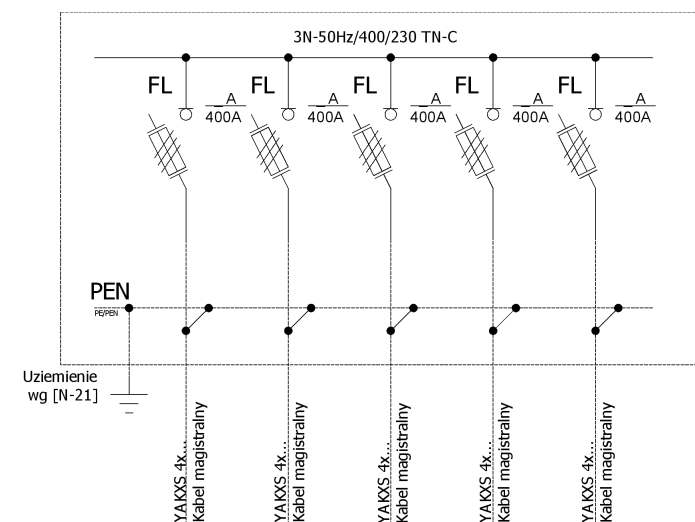 3N-50Hz/400/230 TN-C
FL
_A
400A
FL
_A
400A
FL
_A
400A
FL
_A
400A
FL
_A
400A
PEN
PE/PEN
Uziemienie
wg [N-21]
YAKXS 4x...
Kabel magistralny
YAKXS 4x...
Kabel magistralny
YAKXS 4x...
Kabel magistralny
YAKXS 4x...
Kabel magistralny
YAKXS 4x...
Kabel magistralny